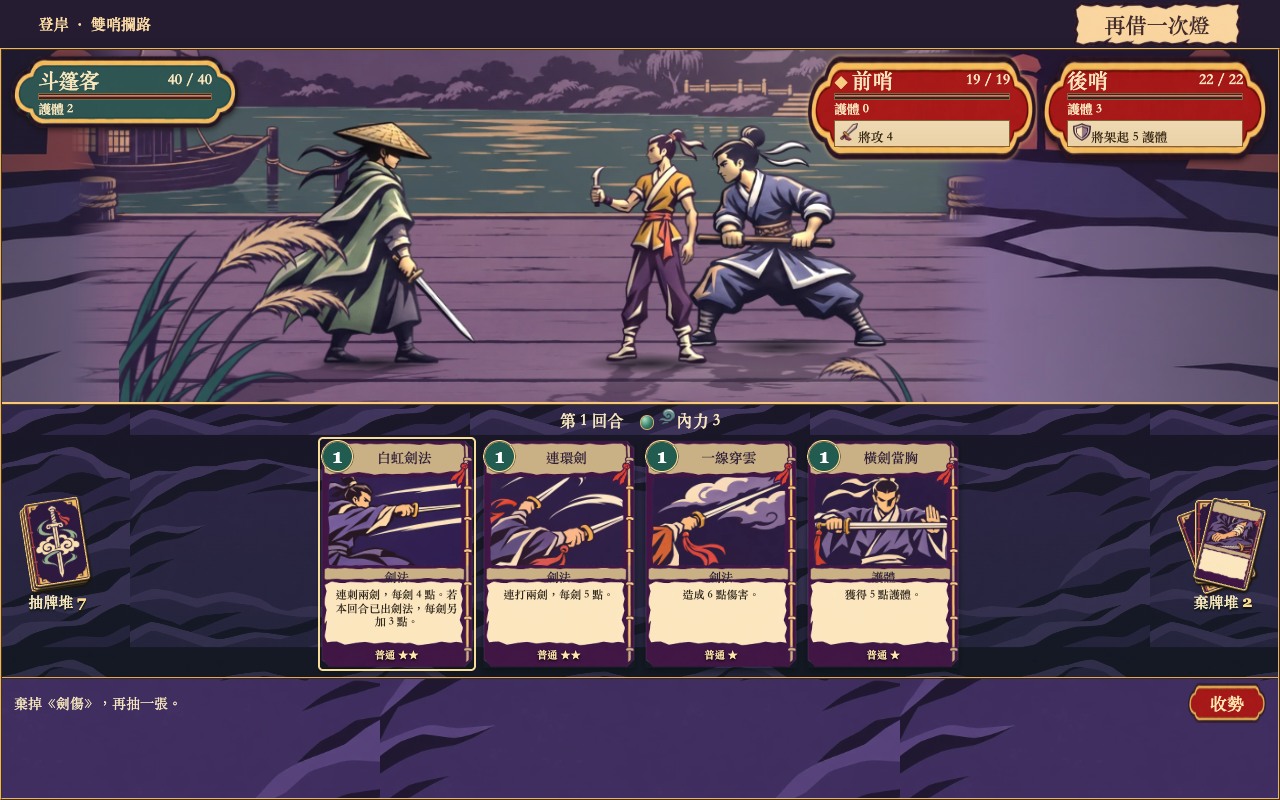 登岸 · 雙哨攔路
再借一次燈
斗篷客 40 / 40
護體 2
前哨 19 / 19
護體 0
將攻 4
後哨 22 / 22
護體 3
將架起 5 護體
第 1 回合 內力 3
1 白虹劍法
劍法
連刺兩劍，每劍 4 點。若
本回合已出劍法，每劍另
加 3 點。
普通 ★★
1 連環劍
劍法
連打兩劍，每劍 5 點。
普通 ★★
1 一線穿雲
劍法
造成 6 點傷害。
普通 ★
1 橫劍當胸
護體
獲得 5 點護體。
普通 ★
抽牌堆 7
棄牌堆 2
棄掉《劍傷》，再抽一張。
收勢